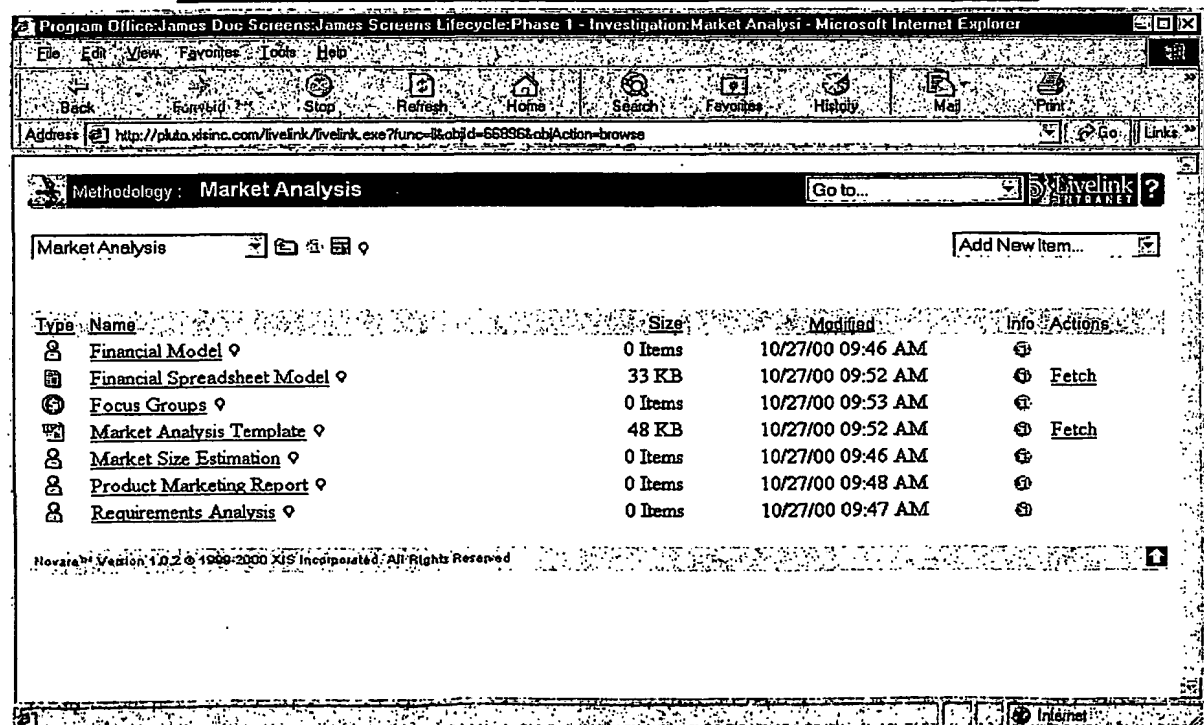 Program Office:James Doc Screens:James Screens Lifecycle:Phase 1 - Investigation:Market Analysi - Microsoft Internet Explorer
File Edit View Favorites Tools Help
Back Forward Stop Refresh Home Search Favorites History Mail Print
Address http://pluto.xisinc.com/livelink/livelink.exe?func=ll&objId=66896&objAction=browse Go Links »
Methodology : Market Analysis Go to... Livelink INTRANET ?
Market Analysis Add New Item...
Type Name Size Modified Info Actions
Financial Model 0 Items 10/27/00 09:46 AM
Financial Spreadsheet Model 33 KB 10/27/00 09:52 AM Fetch
Focus Groups 0 Items 10/27/00 09:53 AM
Market Analysis Template 48 KB 10/27/00 09:52 AM Fetch
Market Size Estimation 0 Items 10/27/00 09:46 AM
Product Marketing Report 0 Items 10/27/00 09:48 AM
Requirements Analysis 0 Items 10/27/00 09:47 AM
Novara™ Version 1.0.2 © 1999-2000 XIS Incorporated. All Rights Reserved
Internet